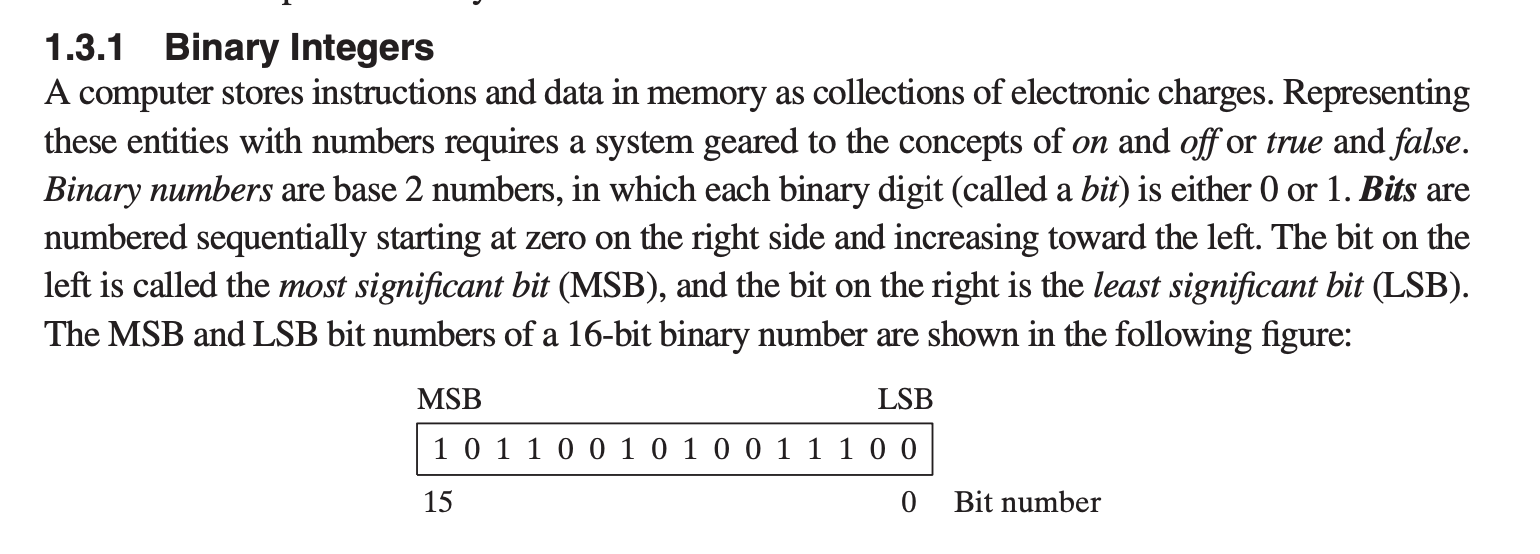 1.3.1 Binary Integers
A computer stores instructions and data in memory as collections of electronic charges. Representing
these entities with numbers requires a system geared to the concepts of on and off or true and false.
Binary numbers are base 2 numbers, in which each binary digit (called a bit) is either 0 or 1. Bits are
numbered sequentially starting at zero on the right side and increasing toward the left. The bit on the
left is called the most significant bit (MSB), and the bit on the right is the least significant bit (LSB).
The MSB and LSB bit numbers of a 16-bit binary number are shown in the following figure:
MSB LSB
1 0 1 1 0 0 1 0 1 0 0 1 1 1 0 0
15 0 Bit number